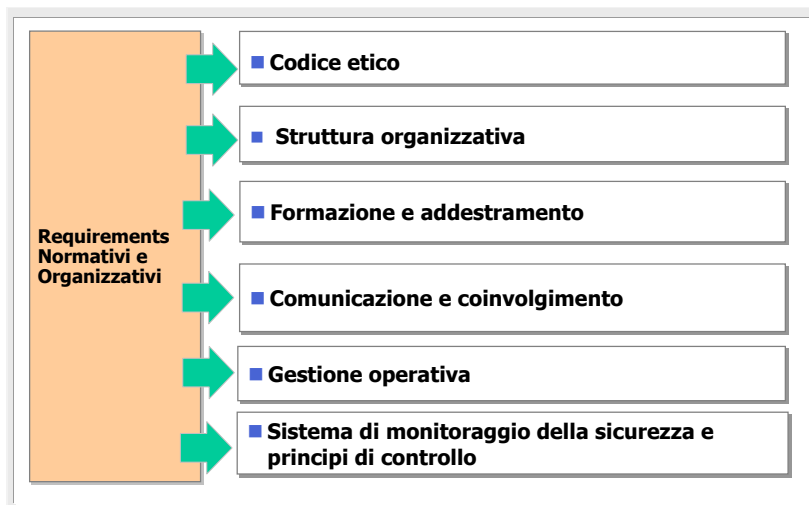 Codice etico
Struttura organizzativa
Formazione e addestramento
Requirements
Normativi e
Organizzativi
Comunicazione e coinvolgimento
Gestione operativa
Sistema di monitoraggio della sicurezza e
principi di controllo